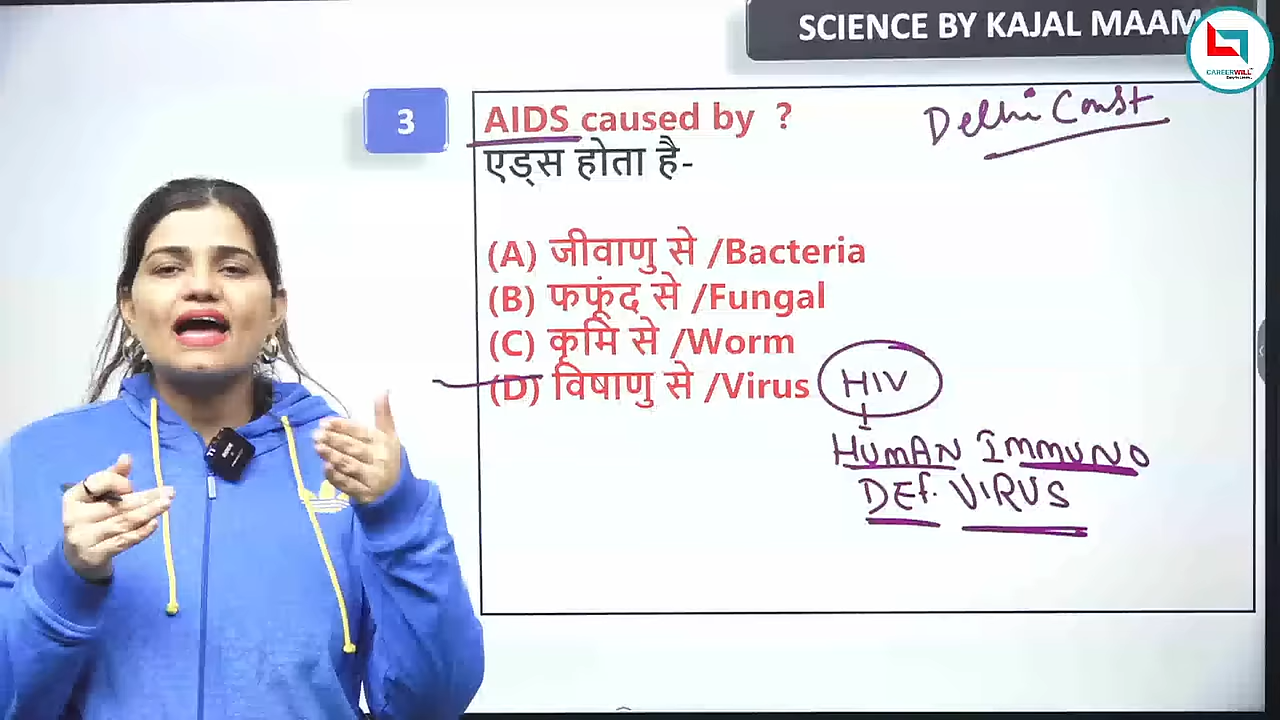 SCIENCE BY KAJAL MAAM
CAREERWILL
3
AIDS caused by ?
Delhi Const
एड्स होता है-
(A) जीवाणु से /Bacteria
(B) फफूंद से /Fungal
(C) कृमि से /Worm
(D) विषाणु से /Virus
HIV
HUMAN IMMUNO
DEF. VIRUS